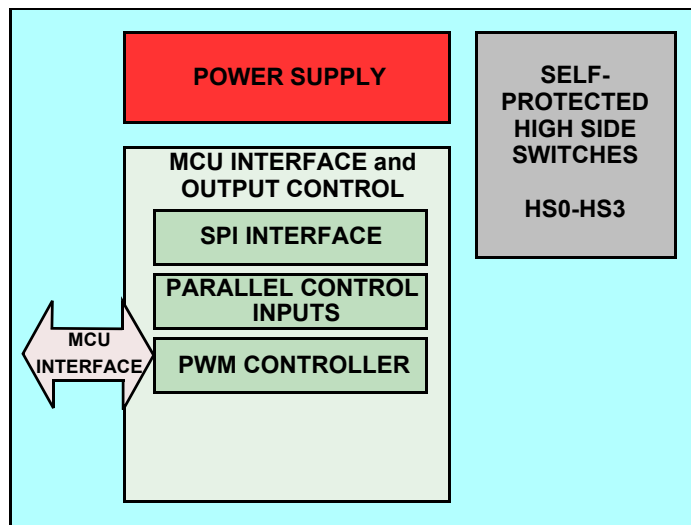 POWER SUPPLY
SELF-
PROTECTED
HIGH SIDE
SWITCHES
HS0-HS3
MCU INTERFACE and
OUTPUT CONTROL
SPI INTERFACE
PARALLEL CONTROL
INPUTS
PWM CONTROLLER
MCU
INTERFACE